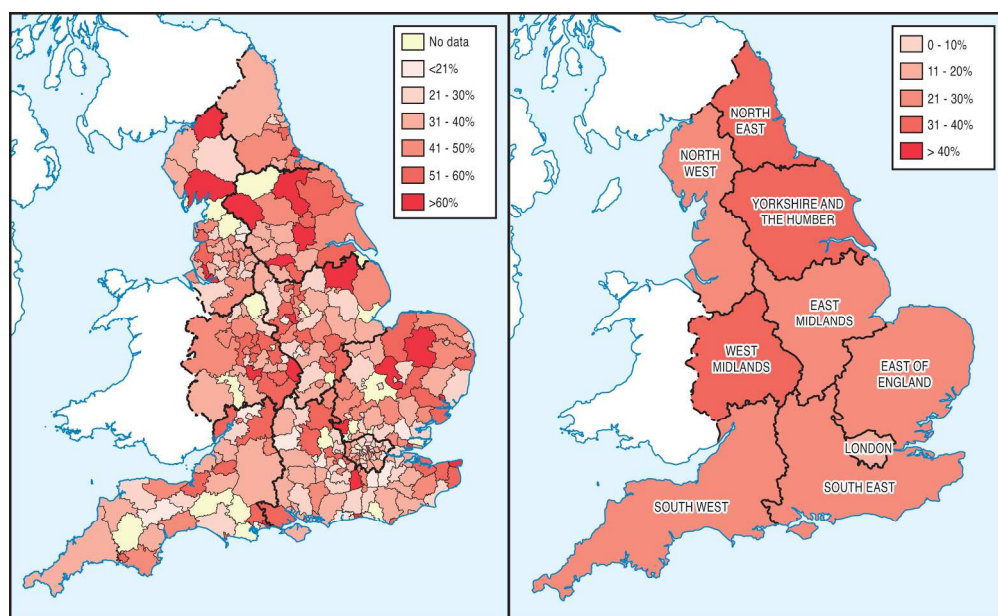 No data
<21%
21 - 30%
31 - 40%
41 - 50%
51 - 60%
>60%
0 - 10%
11 - 20%
21 - 30%
31 - 40%
> 40%
NORTH
EAST
NORTH
WEST
YORKSHIRE AND
THE HUMBER
EAST
MIDLANDS
WEST
MIDLANDS
EAST OF
ENGLAND
LONDON
SOUTH EAST
SOUTH WEST